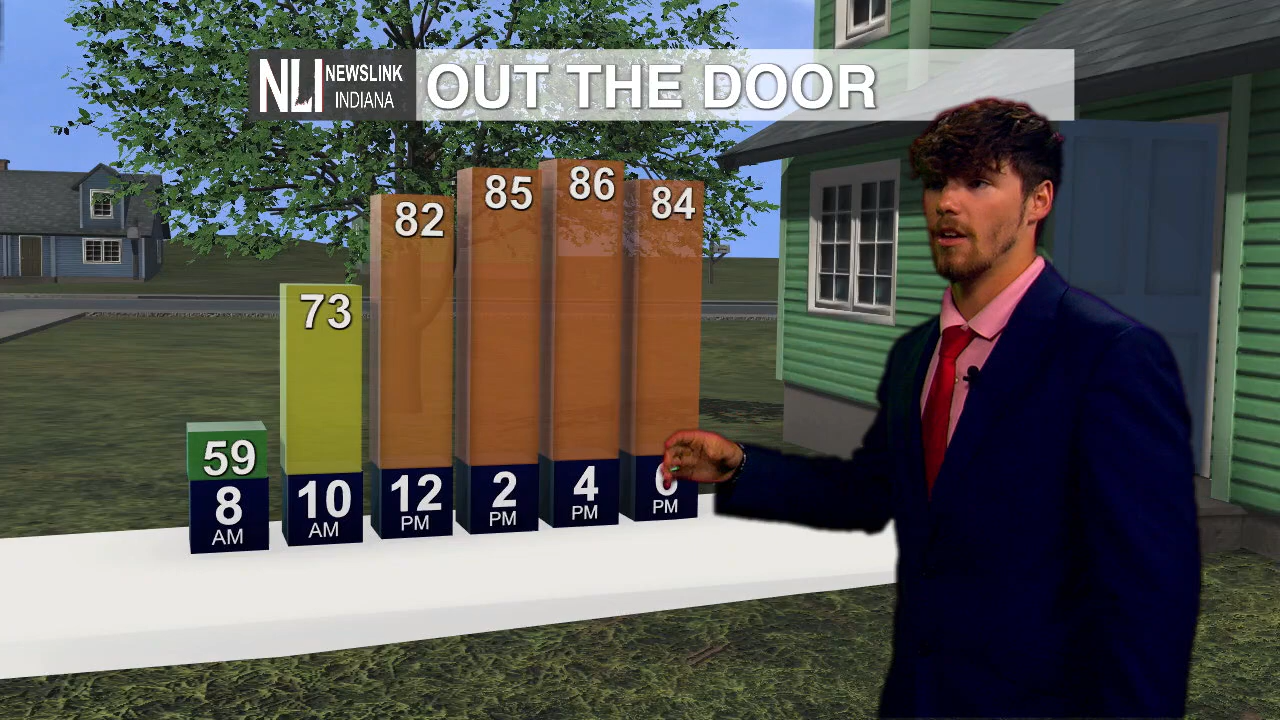 NLI NEWSLINK
INDIANA
OUT THE DOOR
59
73
82
85
86
84
8
AM
10
AM
12
PM
2
PM
4
PM
6
PM